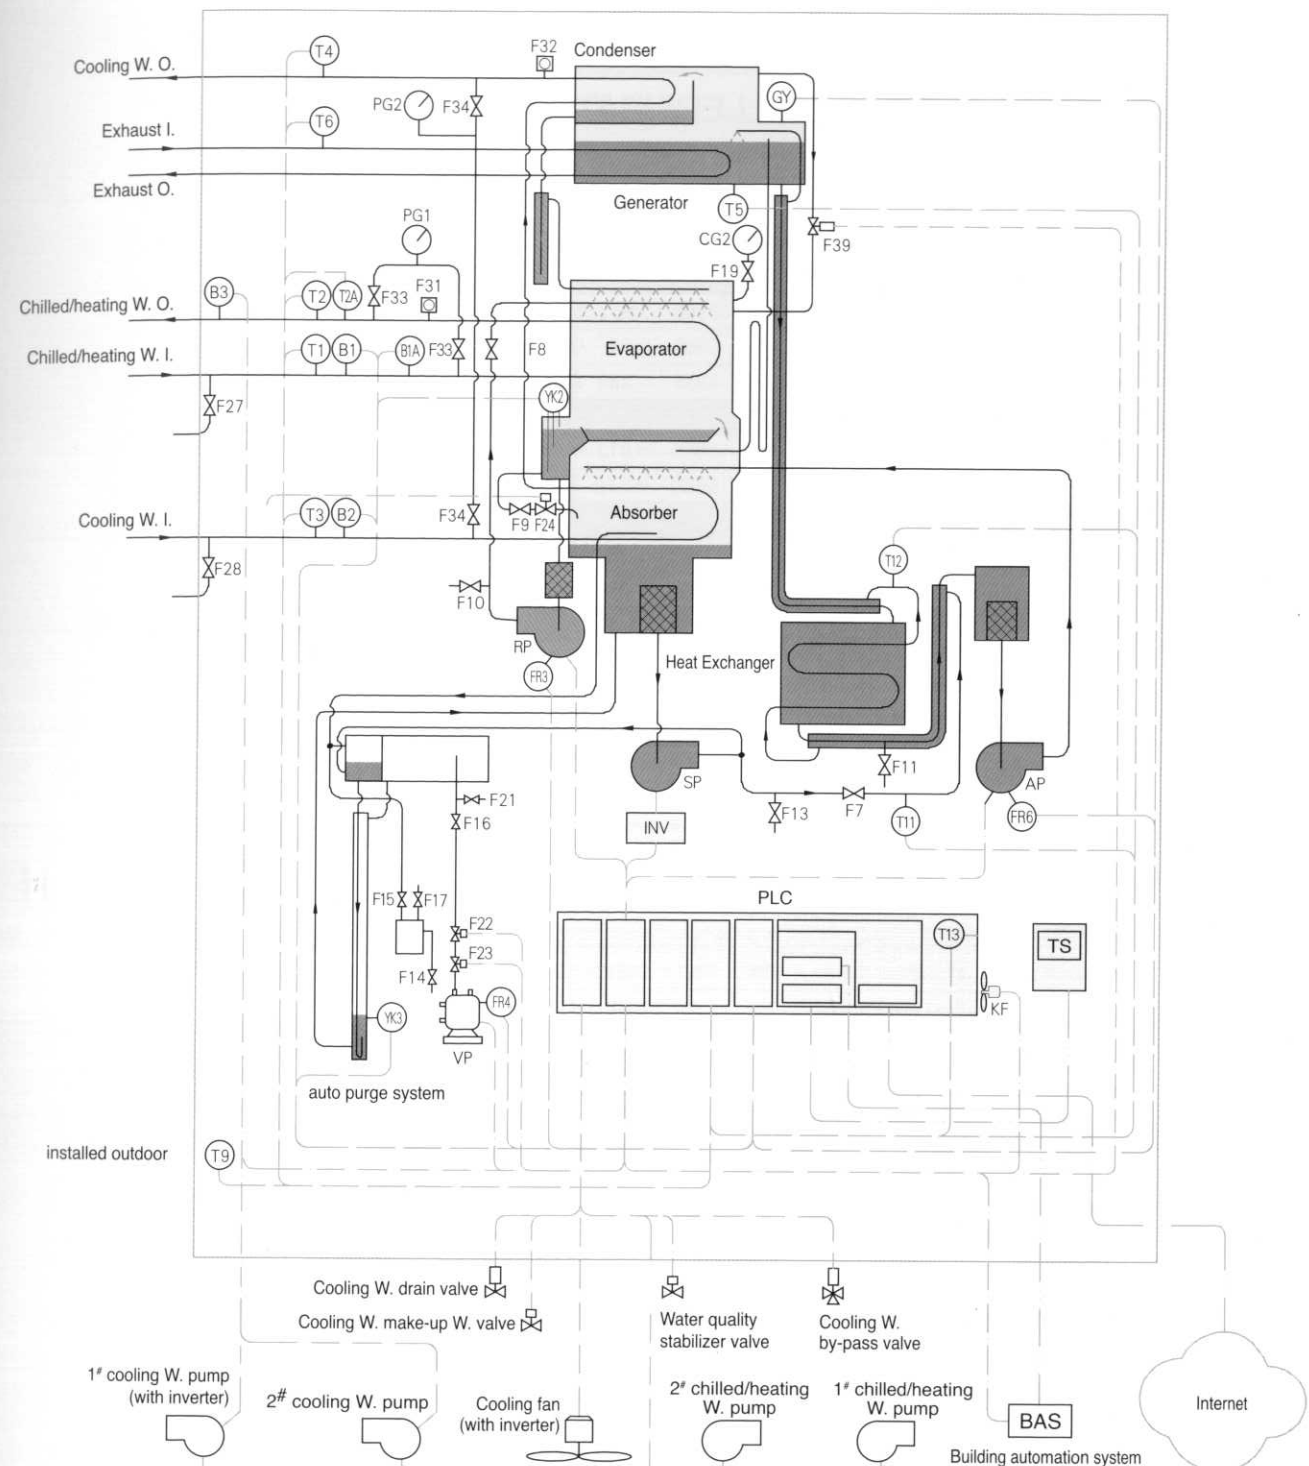 F32
Condenser
T4
Cooling W. O.
PG2
F34
GY
T6
Exhaust I.
Exhaust O.
Generator
T5
PG1
CG2
F39
F19
B3
T2
T2A
F33
F31
Chilled/heating W. O.
Chilled/heating W. I.
T1
B1
B1A
F33
F8
Evaporator
F27
YK2
Cooling W. I.
T3
B2
F34
F9
F24
Absorber
F28
F10
T12
RP
FR3
Heat Exchanger
F11
SP
AP
F21
F16
INV
F13
F7
T11
FR6
F15
F17
PLC
F22
T13
TS
F23
F14
FR4
KF
YK3
VP
auto purge system
installed outdoor
T9
Cooling W. drain valve
Cooling W. make-up W. valve
Water quality
stabilizer valve
Cooling W.
by-pass valve
1# cooling W. pump
(with inverter)
2# cooling W. pump
Cooling fan
(with inverter)
2# chilled/heating
W. pump
1# chilled/heating
W. pump
BAS
Building automation system
Internet